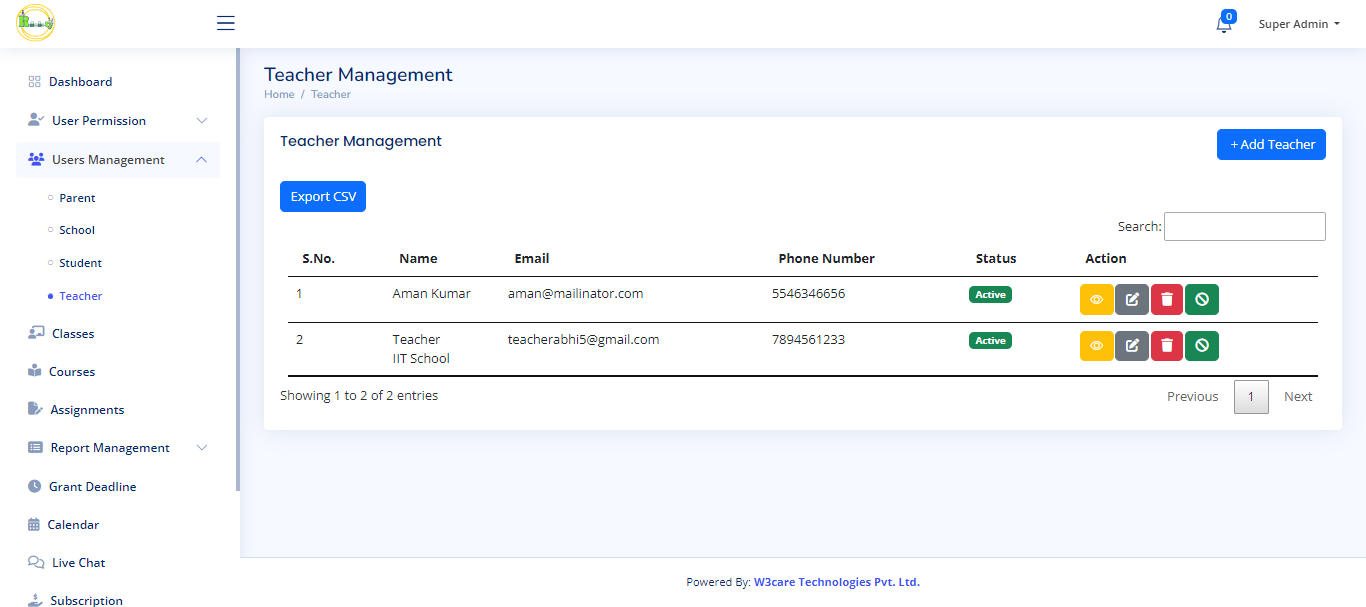 0
Super Admin
Dashboard
User Permission
Users Management
Parent
School
Student
Teacher
Classes
Courses
Assignments
Report Management
Grant Deadline
Calendar
Live Chat
Subscription
Teacher Management
Home / Teacher
Teacher Management
+ Add Teacher
Export CSV
Search:
S.No. Name Email Phone Number Status Action
1 Aman Kumar aman@mailinator.com 5546346656 Active
2 Teacher teacherabhi5@gmail.com 7894561233 Active
IIT School
Showing 1 to 2 of 2 entries
Previous 1 Next
Powered By: W3care Technologies Pvt. Ltd.